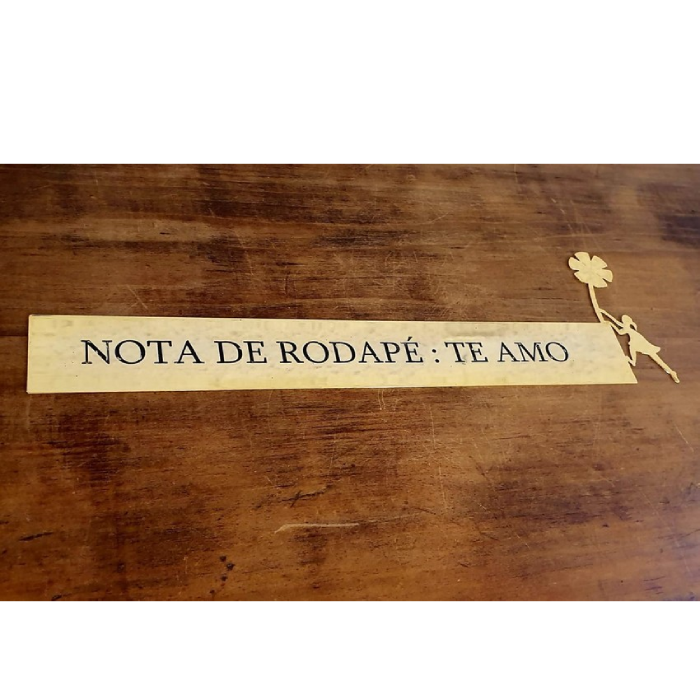 NOTA DE RODAPÉ : TE AMO